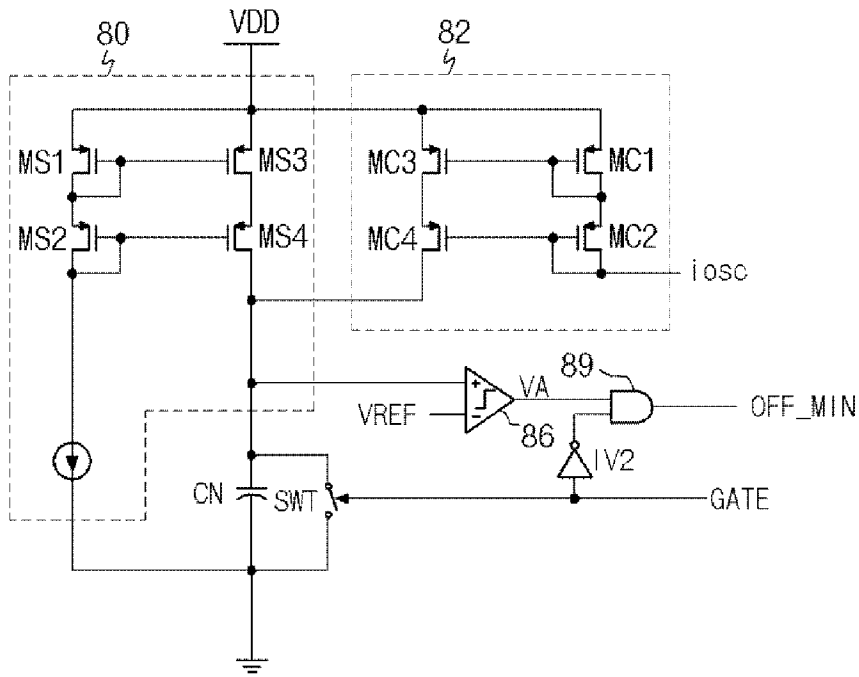 80
VDD
82
MS1
MS3
MC3
MC1
MS2
MS4
MC4
MC2
iosc
89
VA
VREF
86
OFF_MIN
IV2
CN
SWT
GATE